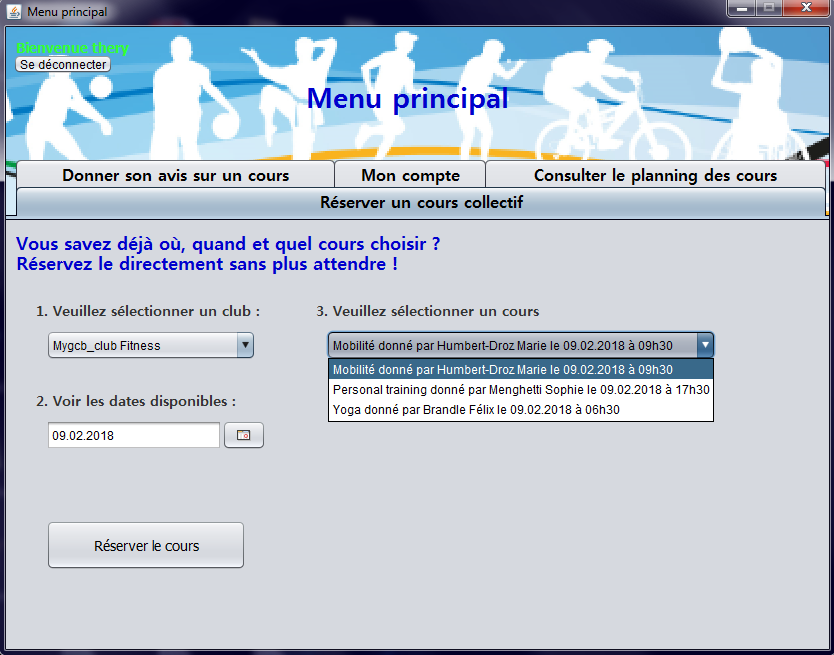 Menu principal
Bienvenue thery
Se déconnecter
Menu principal
Donner son avis sur un cours
Mon compte
Consulter le planning des cours
Réserver un cours collectif
Vous savez déjà où, quand et quel cours choisir ?
Réservez le directement sans plus attendre !
1. Veuillez sélectionner un club :
Mygcb_club Fitness
2. Voir les dates disponibles :
09.02.2018
Réserver le cours
3. Veuillez sélectionner un cours
Mobilité donné par Humbert-Droz Marie le 09.02.2018 à 09h30
Mobilité donné par Humbert-Droz Marie le 09.02.2018 à 09h30
Personal training donné par Menghetti Sophie le 09.02.2018 à 17h30
Yoga donné par Brandle Félix le 09.02.2018 à 06h30